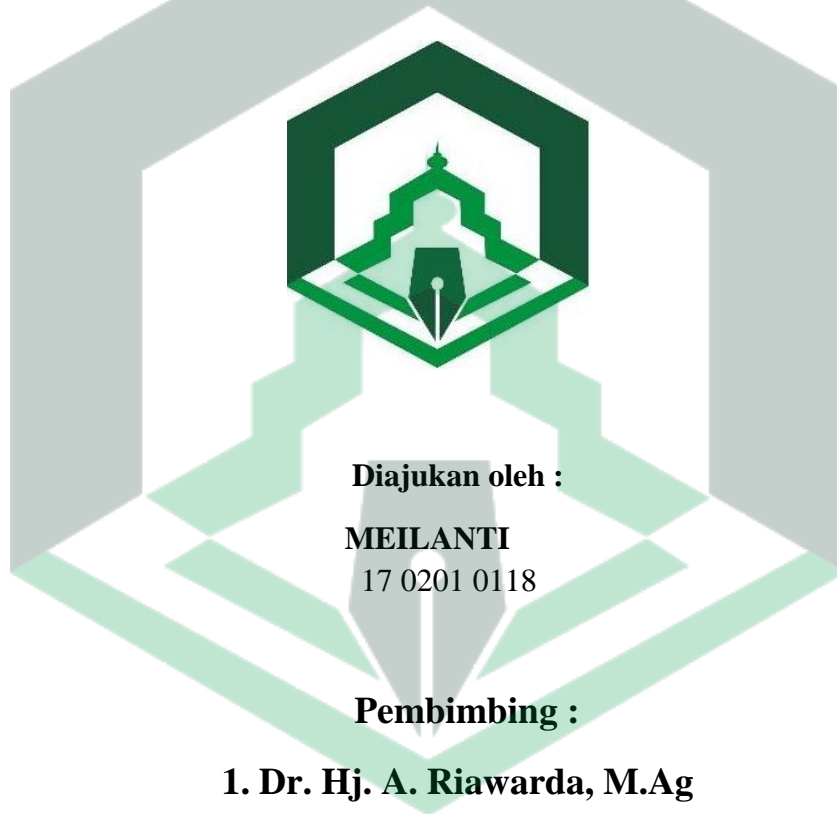 Diajukan oleh :
MEILANTI
17 0201 0118
Pembimbing :
1. Dr. Hj. A. Riawarda, M.Ag